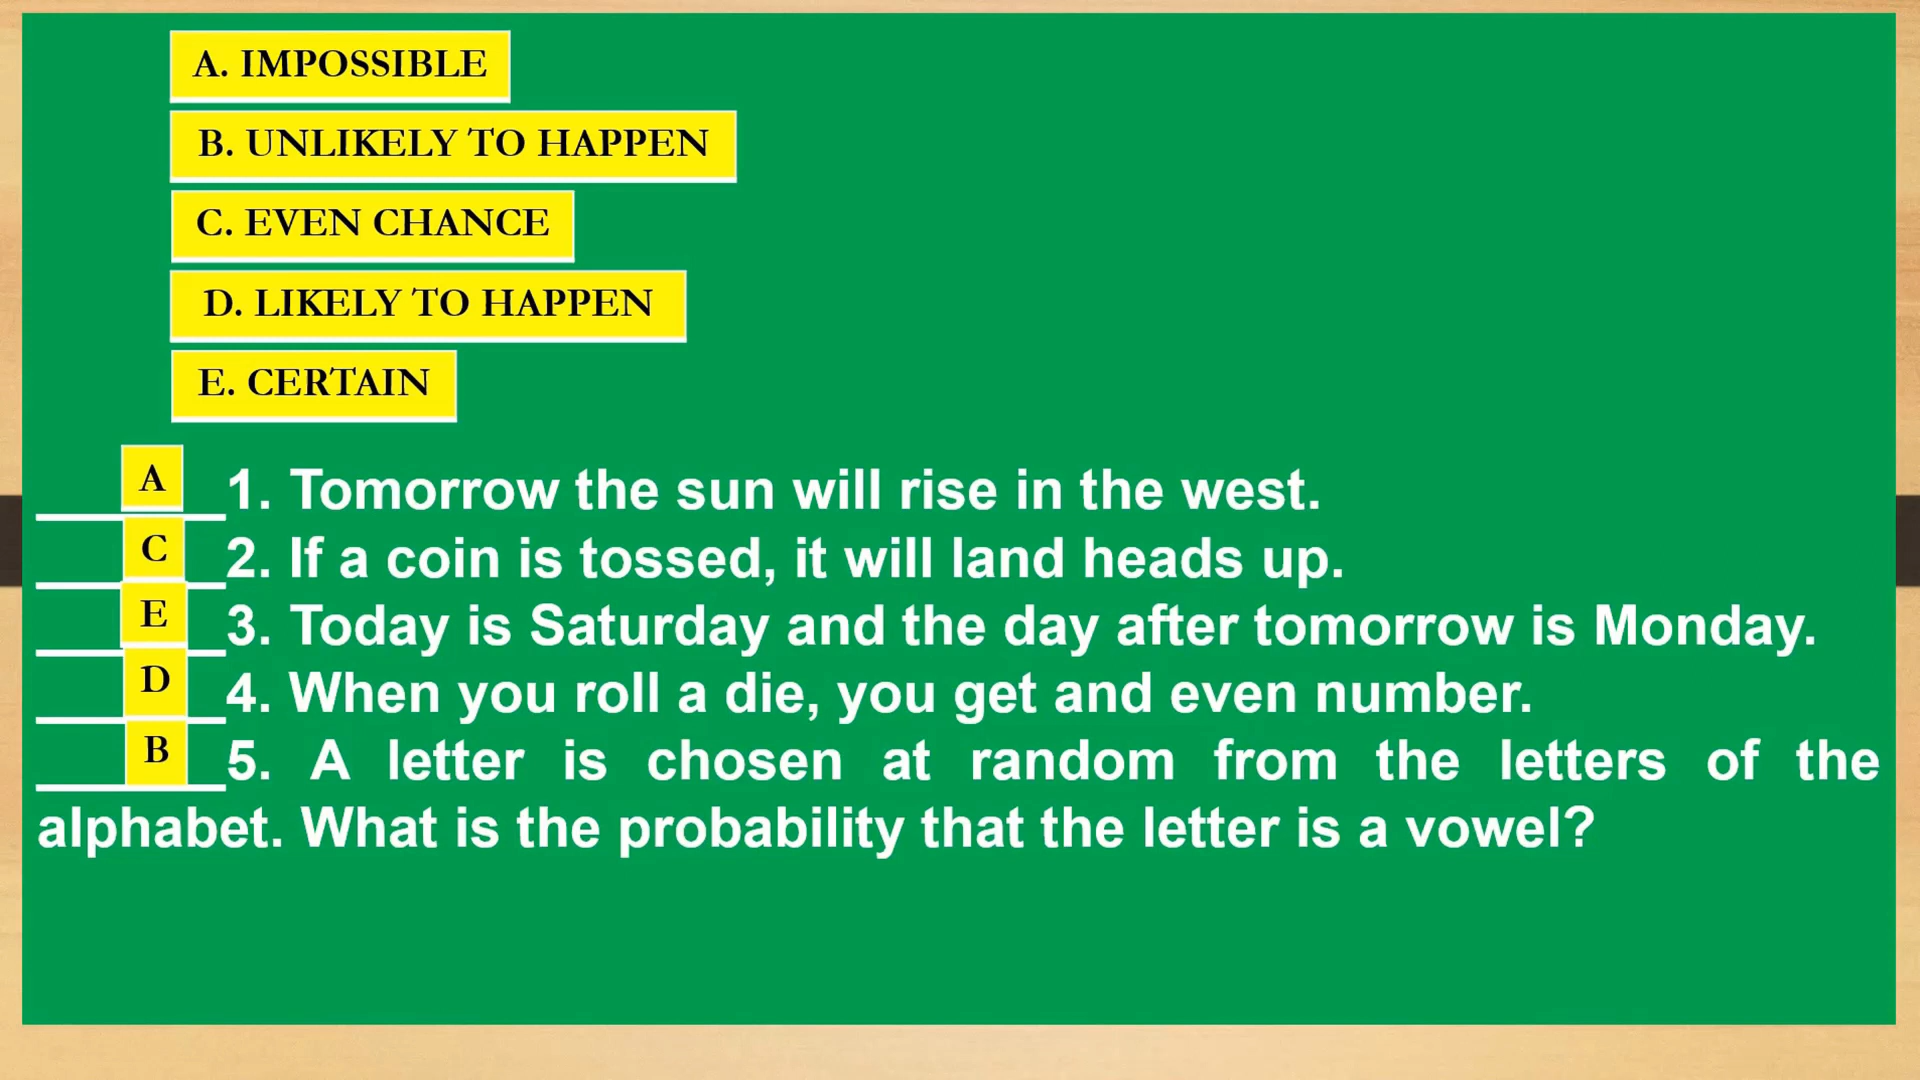 A. IMPOSSIBLE
B. UNLIKELY TO HAPPEN
C. EVEN CHANCE
D. LIKELY TO HAPPEN
E. CERTAIN
A 1. Tomorrow the sun will rise in the west.
C 2. If a coin is tossed, it will land heads up.
E 3. Today is Saturday and the day after tomorrow is Monday.
D 4. When you roll a die, you get and even number.
B 5. A letter is chosen at random from the letters of the
alphabet. What is the probability that the letter is a vowel?